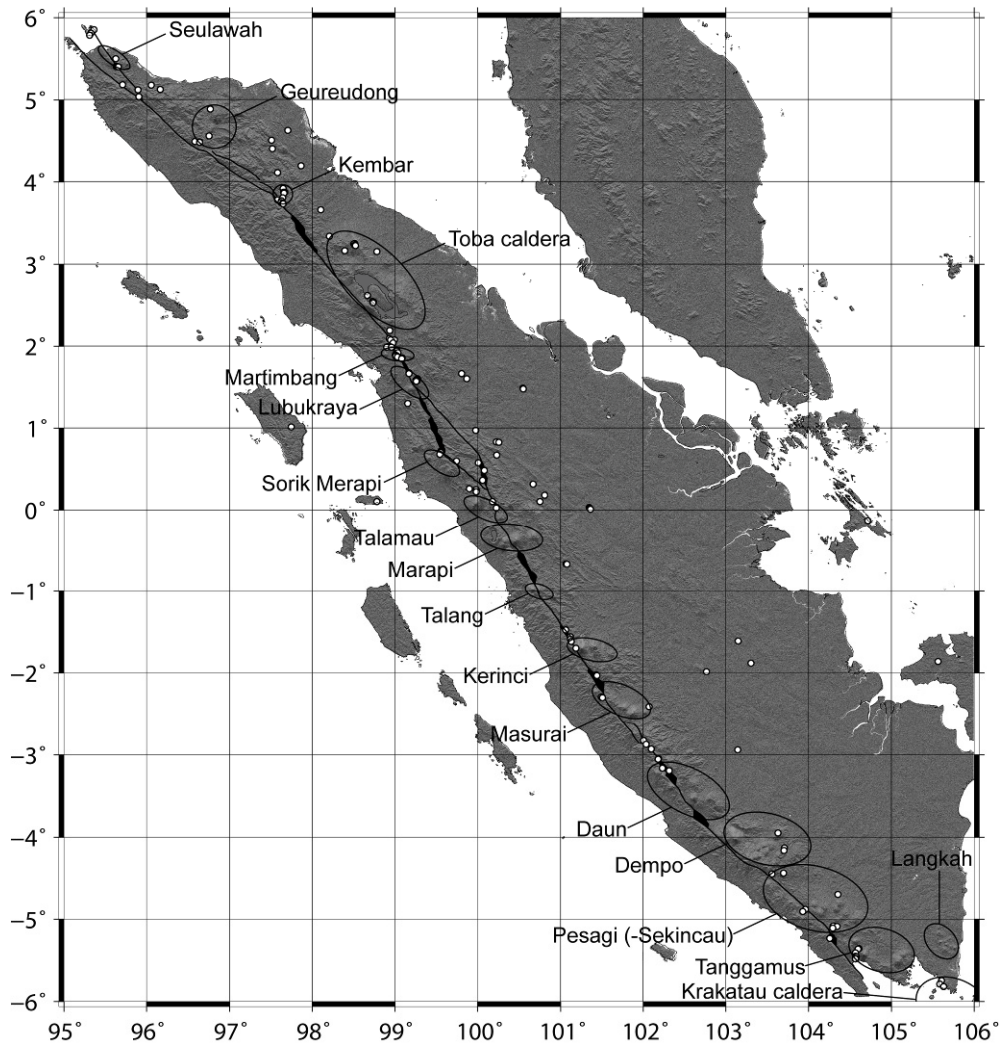 6°
Seulawah
5°
Geureudong
4°
Kembar
Toba caldera
3°
2°
Martimbang
Lubukraya
1°
Sorik Merapi
0°
Talamau
Marapi
−1°
Talang
Kerinci
−2°
Masurai
−3°
Daun
−4°
Dempo
Langkah
−5°
Pesagi (-Sekincau)
Tanggamus
Krakatau caldera
−6°
95° 96° 97° 98° 99° 100° 101° 102° 103° 104° 105° 106°